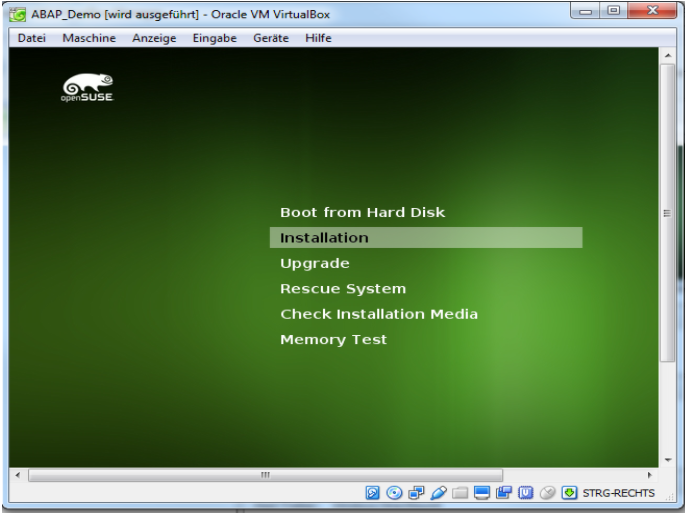 ABAP_Demo [wird ausgeführt] - Oracle VM VirtualBox
Datei Maschine Anzeige Eingabe Geräte Hilfe
openSUSE
Boot from Hard Disk
Installation
Upgrade
Rescue System
Check Installation Media
Memory Test
STRG-RECHTS